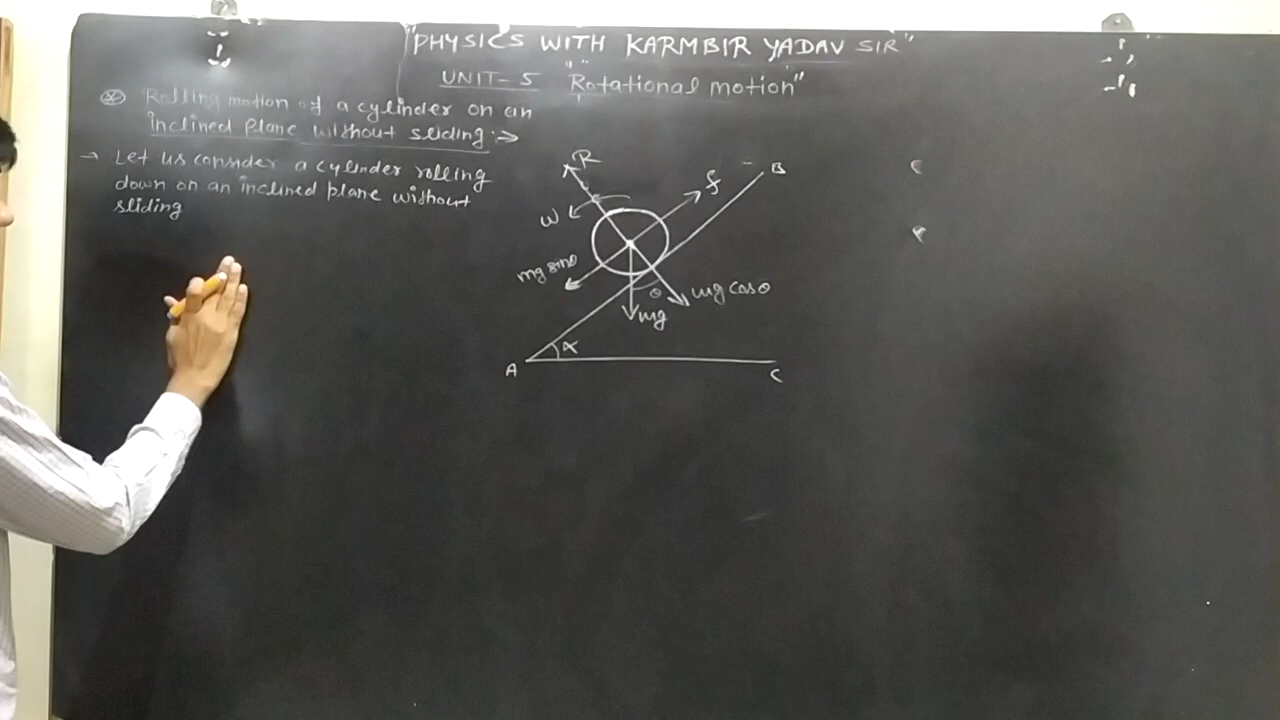 "PHYSICS WITH KARMBIR YADAV SIR"
UNIT-5 "Rotational motion"
Rolling motion of a cylinder on an
inclined plane without sliding :->
→ Let us consider a cylinder rolling
down on an inclined plane without
sliding
R
B
f
ω
mg sinθ
θ
mg cosθ
mg
α
A
C